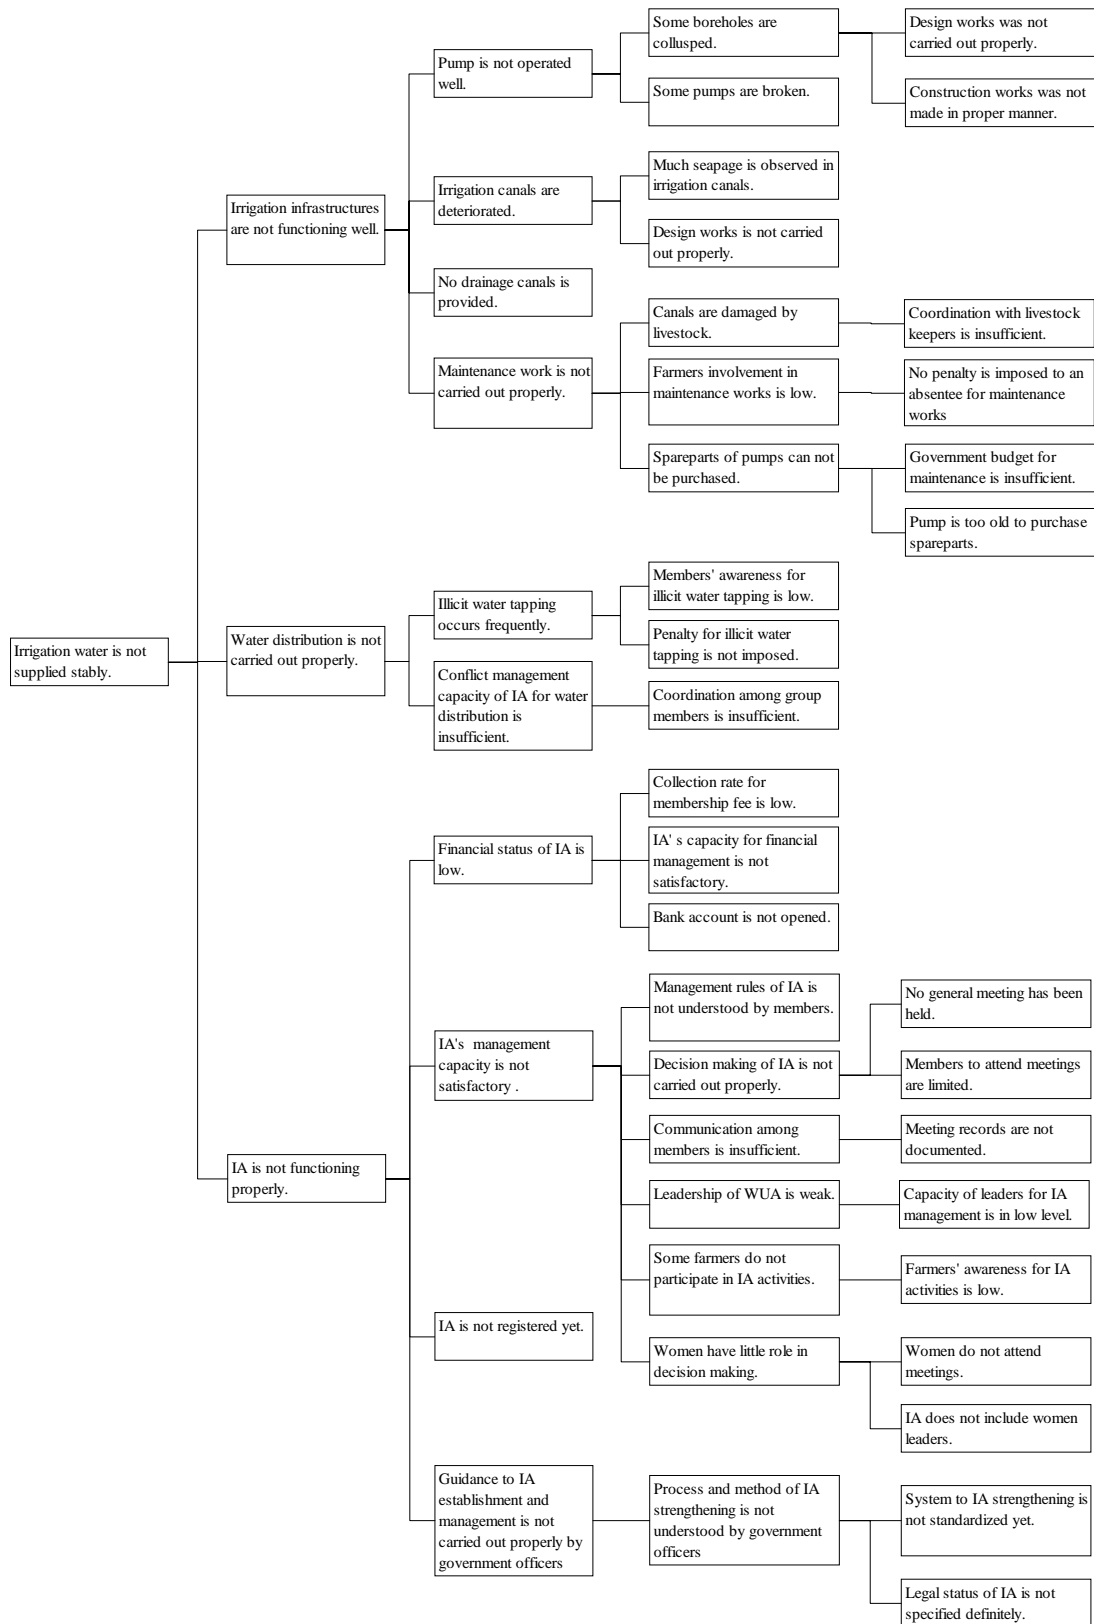 Irrigation water is not
supplied stably.
Irrigation infrastructures
are not functioning well.
Pump is not operated
well.
Some boreholes are
collusped.
Design works was not
carried out properly.
Construction works was not
made in proper manner.
Some pumps are broken.
Irrigation canals are
deteriorated.
Much seapage is observed in
irrigation canals.
Design works is not carried
out properly.
No drainage canals is
provided.
Maintenance work is not
carried out properly.
Canals are damaged by
livestock.
Coordination with livestock
keepers is insufficient.
Farmers involvement in
maintenance works is low.
No penalty is imposed to an
absentee for maintenance
works
Spareparts of pumps can not
be purchased.
Government budget for
maintenance is insufficient.
Pump is too old to purchase
spareparts.
Water distribution is not
carried out properly.
Illicit water tapping
occurs frequently.
Members' awareness for
illicit water tapping is low.
Penalty for illicit water
tapping is not imposed.
Conflict management
capacity of IA for water
distribution is
insufficient.
Coordination among group
members is insufficient.
IA is not functioning
properly.
Financial status of IA is
low.
Collection rate for
membership fee is low.
IA' s capacity for financial
management is not
satisfactory.
Bank account is not opened.
IA's  management
capacity is not
satisfactory .
Management rules of IA is
not understood by members.
Decision making of IA is not
carried out properly.
No general meeting has been
held.
Members to attend meetings
are limited.
Communication among
members is insufficient.
Meeting records are not
documented.
Leadership of WUA is weak.
Capacity of leaders for IA
management is in low level.
Some farmers do not
participate in IA activities.
Farmers' awareness for IA
activities is low.
Women have little role in
decision making.
Women do not attend
meetings.
IA does not include women
leaders.
IA is not registered yet.
Guidance to IA
establishment and
management is not
carried out properly by
government officers
Process and method of IA
strengthening is not
understood by government
officers
System to IA strengthening is
not standardized yet.
Legal status of IA is not
specified definitely.